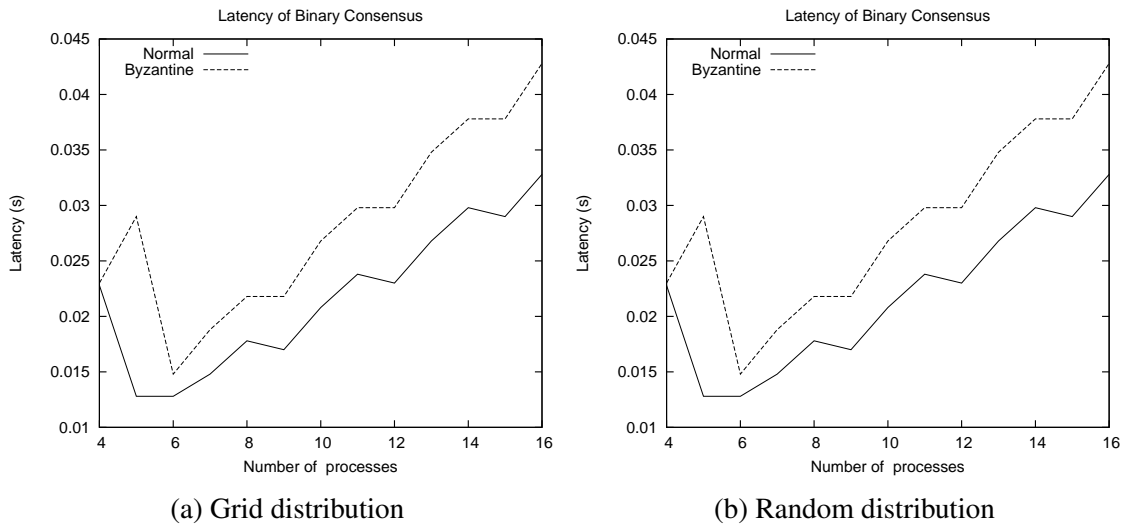 Latency of Binary Consensus
0.045
Normal
Byzantine
0.04
0.035
0.03
0.025
0.02
0.015
0.01
Latency (s)
4 6 8 10 12 14 16
Number of processes
(a) Grid distribution
Latency of Binary Consensus
0.045
Normal
Byzantine
0.04
0.035
0.03
0.025
0.02
0.015
0.01
Latency (s)
4 6 8 10 12 14 16
Number of processes
(b) Random distribution